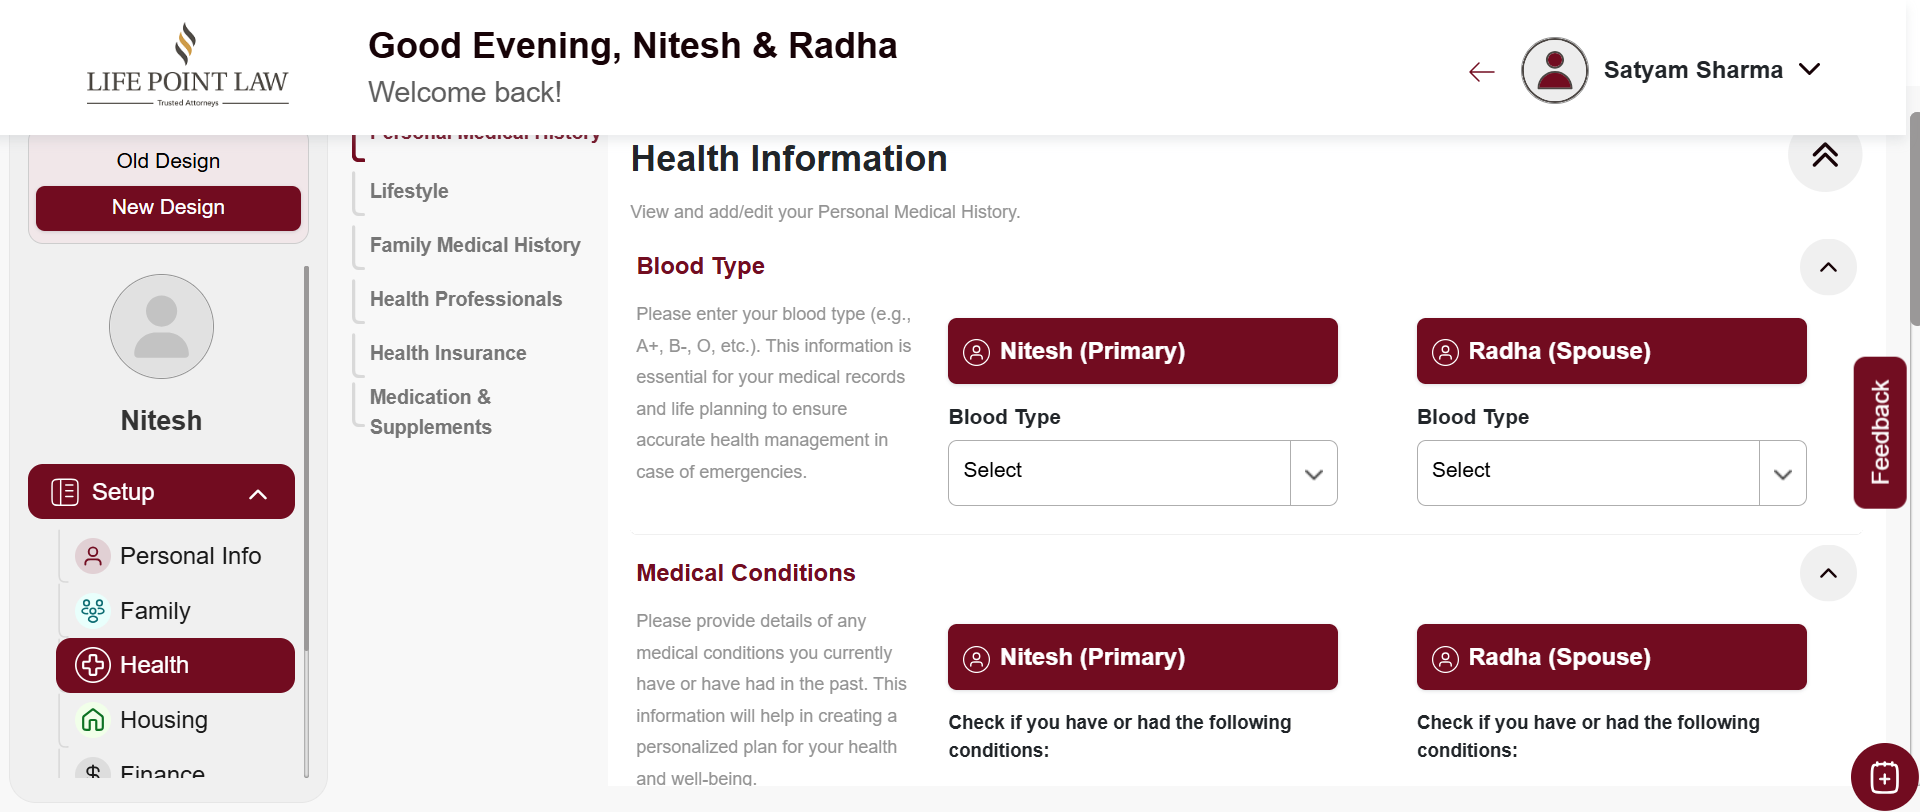 LIFE POINT LAW
Trusted Attorneys
Good Evening, Nitesh & Radha
Welcome back!
Satyam Sharma
Old Design
New Design
Nitesh
Setup
Personal Info
Family
Health
Housing
Finance
Personal Medical History
Lifestyle
Family Medical History
Health Professionals
Health Insurance
Medication &
Supplements
Health Information
View and add/edit your Personal Medical History.
Blood Type
Please enter your blood type (e.g.,
A+, B-, O, etc.). This information is
essential for your medical records
and life planning to ensure
accurate health management in
case of emergencies.
Nitesh (Primary)
Blood Type
Select
Radha (Spouse)
Blood Type
Select
Medical Conditions
Please provide details of any
medical conditions you currently
have or have had in the past. This
information will help in creating a
personalized plan for your health
and well-being.
Nitesh (Primary)
Check if you have or had the following
conditions:
Radha (Spouse)
Check if you have or had the following
conditions:
Feedback